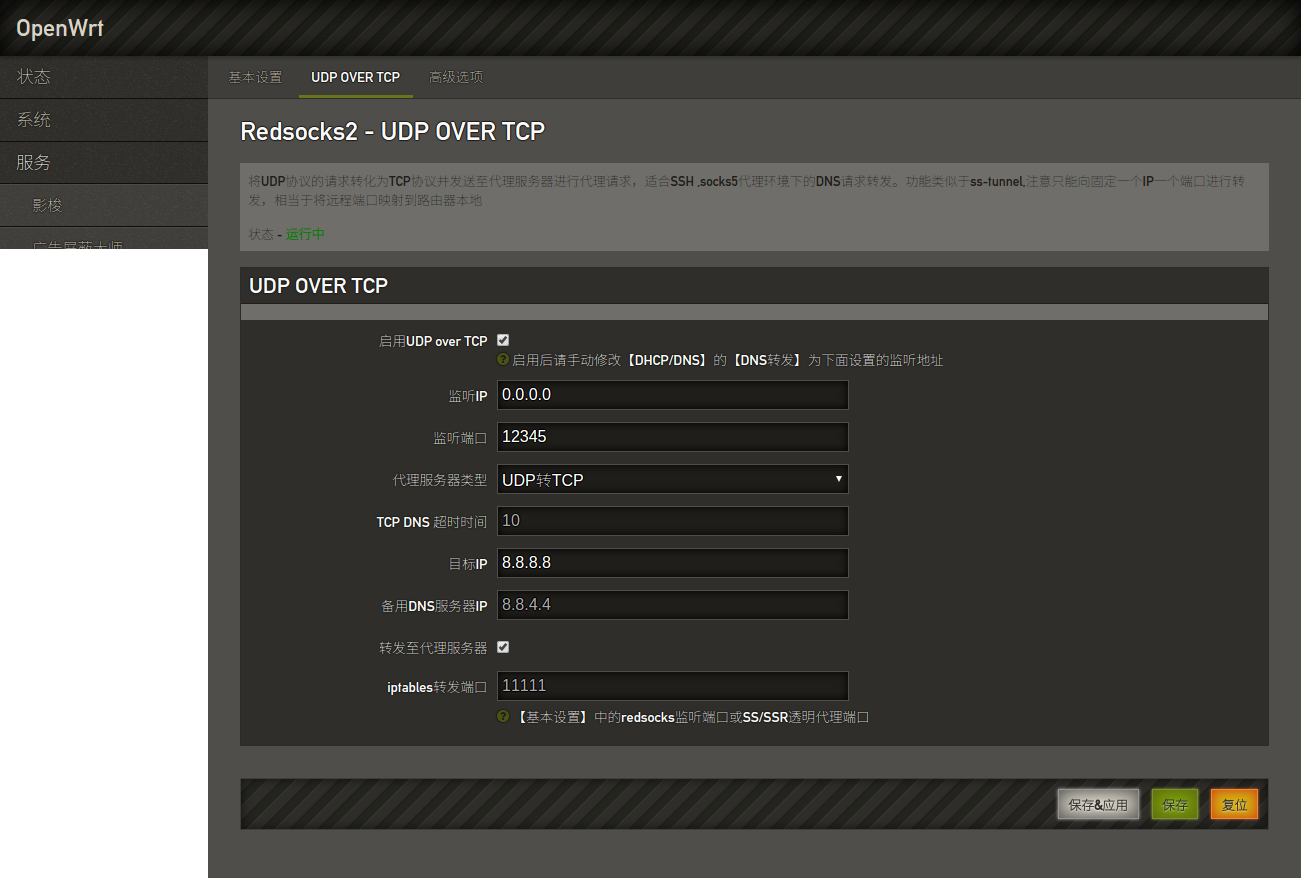 OpenWrt
状态
系统
服务
影梭
广告屏蔽大师
基本设置 UDP OVER TCP 高级选项
Redsocks2 - UDP OVER TCP
将UDP协议的请求转化为TCP协议并发送至代理服务器进行代理请求，适合SSH ,socks5代理环境下的DNS请求转发。功能类似于ss-tunnel,注意只能向固定一个IP一个端口进行转
发，相当于将远程端口映射到路由器本地
状态 - 运行中
UDP OVER TCP
启用UDP over TCP
启用后请手动修改【DHCP/DNS】的【DNS转发】为下面设置的监听地址
监听IP 0.0.0.0
监听端口 12345
代理服务器类型 UDP转TCP
TCP DNS 超时时间 10
目标IP 8.8.8.8
备用DNS服务器IP 8.8.4.4
转发至代理服务器
iptables转发端口 11111
【基本设置】中的redsocks监听端口或SS/SSR透明代理端口
保存&应用 保存 复位